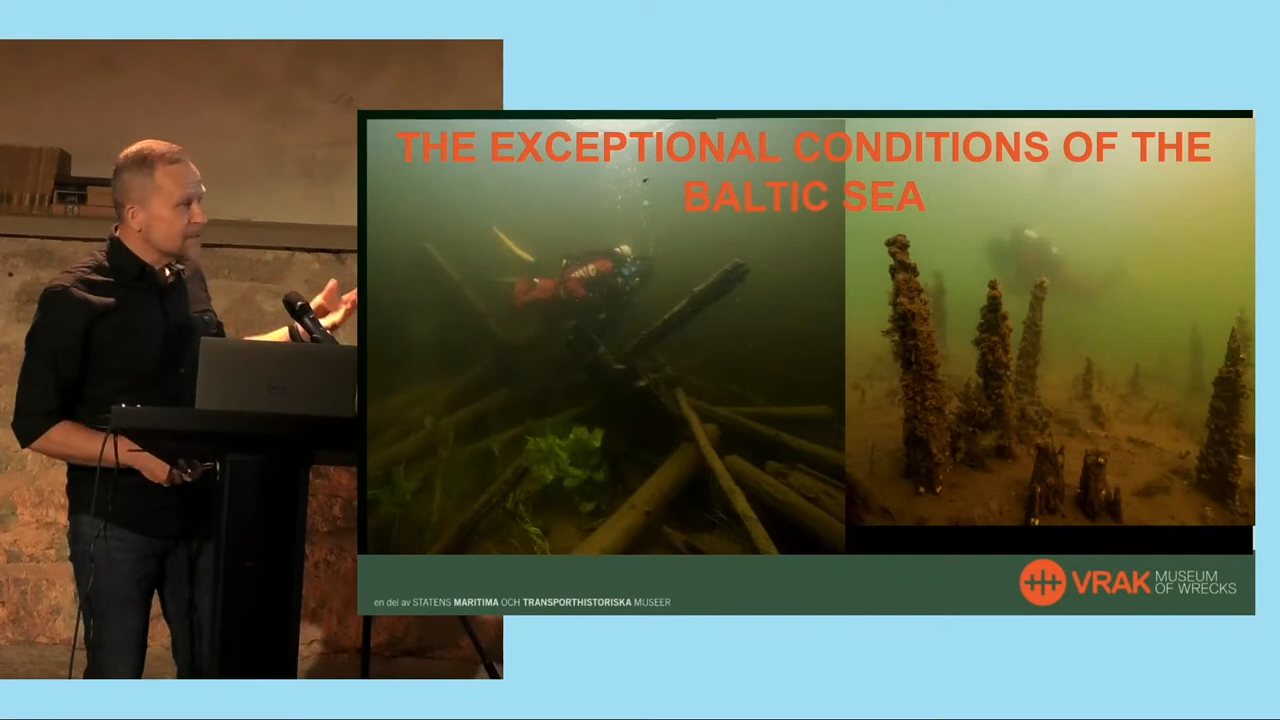 THE EXCEPTIONAL CONDITIONS OF THE
BALTIC SEA
en del av STATENS MARITIMA OCH TRANSPORTHISTORISKA MUSEER
VRAK MUSEUM
OF WRECKS